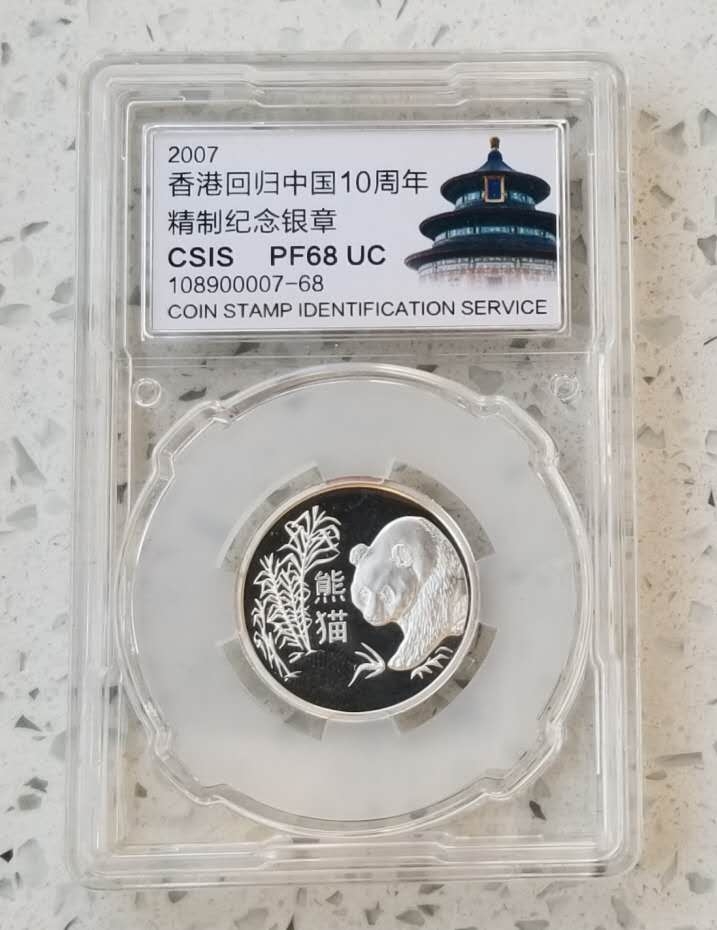 2007
香港回归中国10周年
精制纪念银章
CSIS PF68 UC
108900007-68
COIN STAMP IDENTIFICATION SERVICE
熊猫